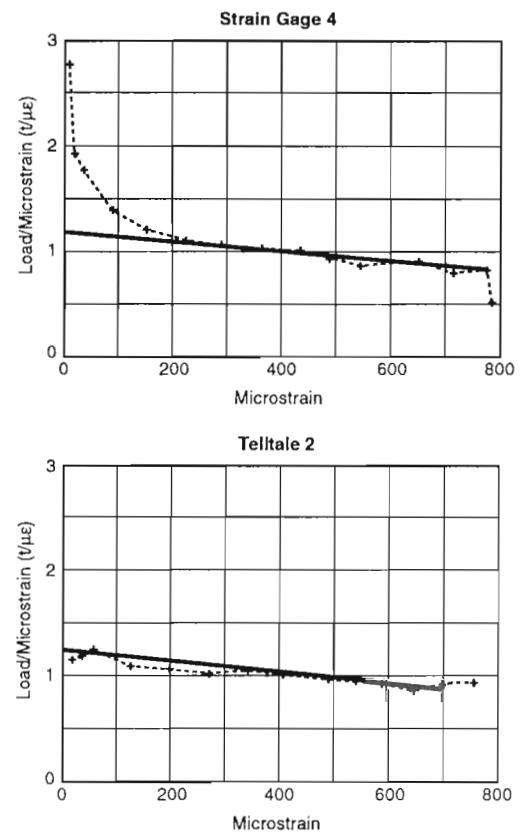 Strain Gage 4
3
2
1
0
Load/Microstrain (t/µε)
0 200 400 600 800
Microstrain
Telltale 2
3
2
1
0
Load/Microstrain (t/µε)
0 200 400 600 800
Microstrain